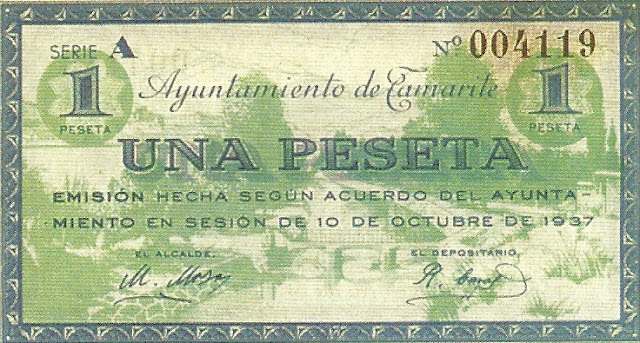 SERIE A Nº 004119
1 Ayuntamiento de Tamarite 1
PESETA PESETA
UNA PESETA
EMISIÓN HECHA SEGÚN ACUERDO DEL AYUNTA-
MIENTO EN SESIÓN DE 10 DE OCTUBRE DE 1937
EL ALCALDE, EL DEPOSITARIO,
M.
R.